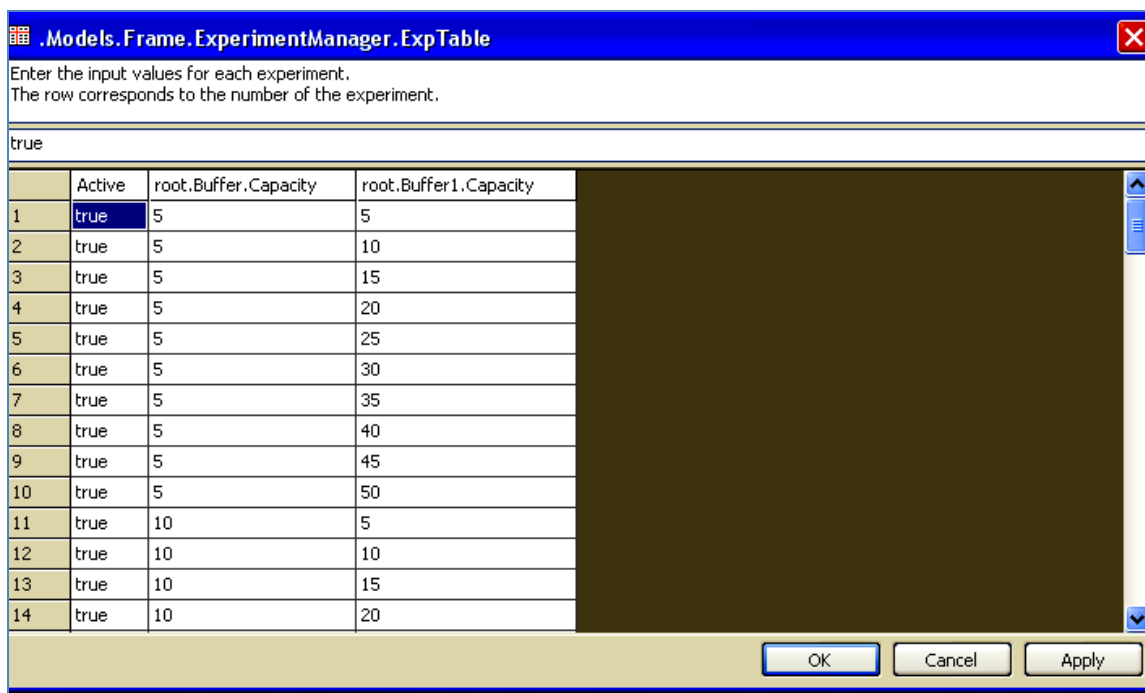 .Models.Frame.ExperimentManager.ExpTable
Enter the input values for each experiment.
The row corresponds to the number of the experiment.
true
Active root.Buffer.Capacity root.Buffer1.Capacity
1 true 5 5
2 true 5 10
3 true 5 15
4 true 5 20
5 true 5 25
6 true 5 30
7 true 5 35
8 true 5 40
9 true 5 45
10 true 5 50
11 true 10 5
12 true 10 10
13 true 10 15
14 true 10 20
OK Cancel Apply